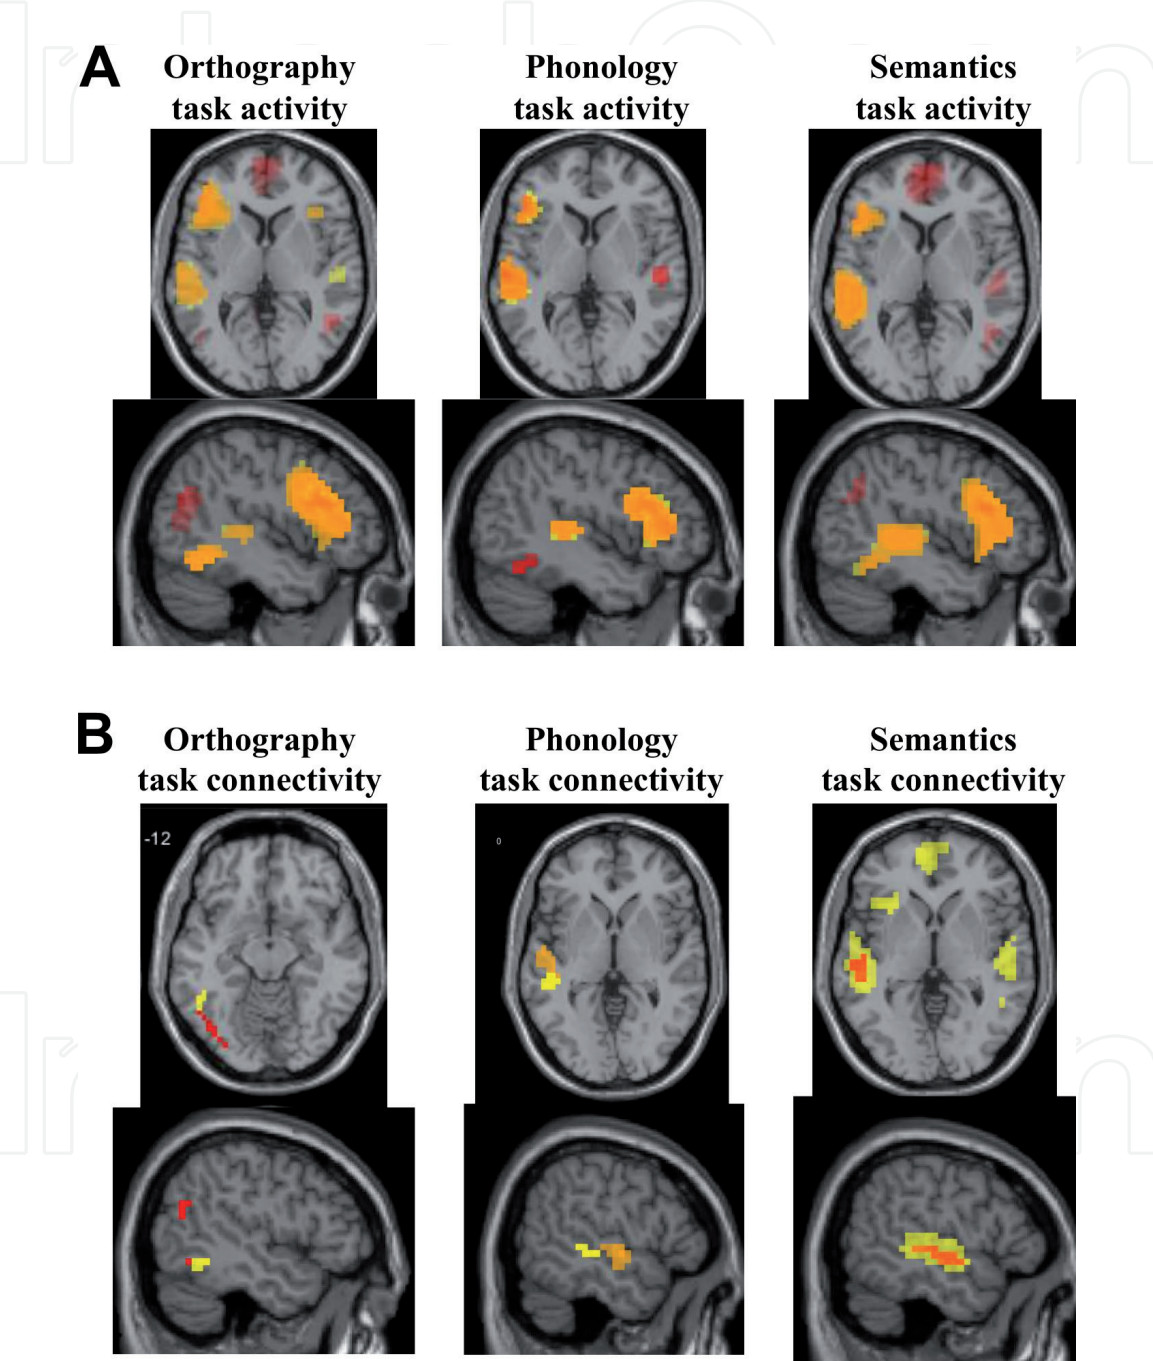 A
Orthography
task activity
Phonology
task activity
Semantics
task activity
B
Orthography
task connectivity
Phonology
task connectivity
Semantics
task connectivity
-12
0